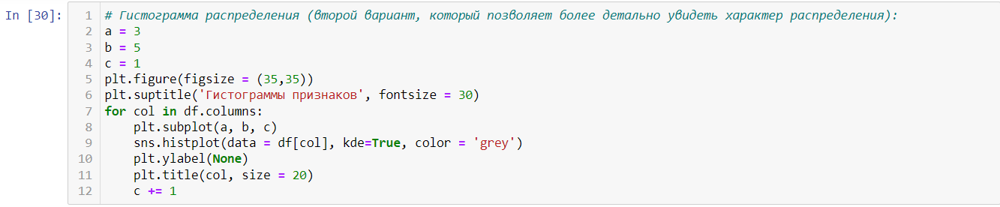 In [30]:
1 # Гистограмма распределения (второй вариант, который позволяет более детально увидеть характер распределения):
2 a = 3
3 b = 5
4 c = 1
5 plt.figure(figsize = (35,35))
6 plt.suptitle('Гистограммы признаков', fontsize = 30)
7 for col in df.columns:
8     plt.subplot(a, b, c)
9     sns.histplot(data = df[col], kde=True, color = 'grey')
10     plt.ylabel(None)
11     plt.title(col, size = 20)
12     c += 1